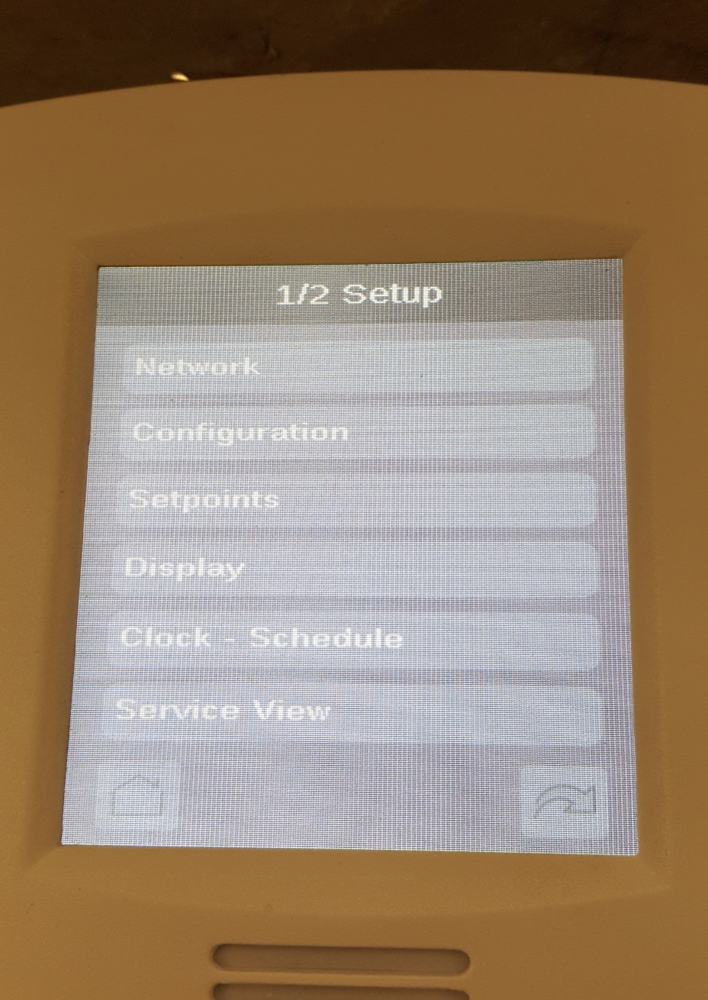 1/2 Setup
Network
Configuration
Setpoints
Display
Clock - Schedule
Service View